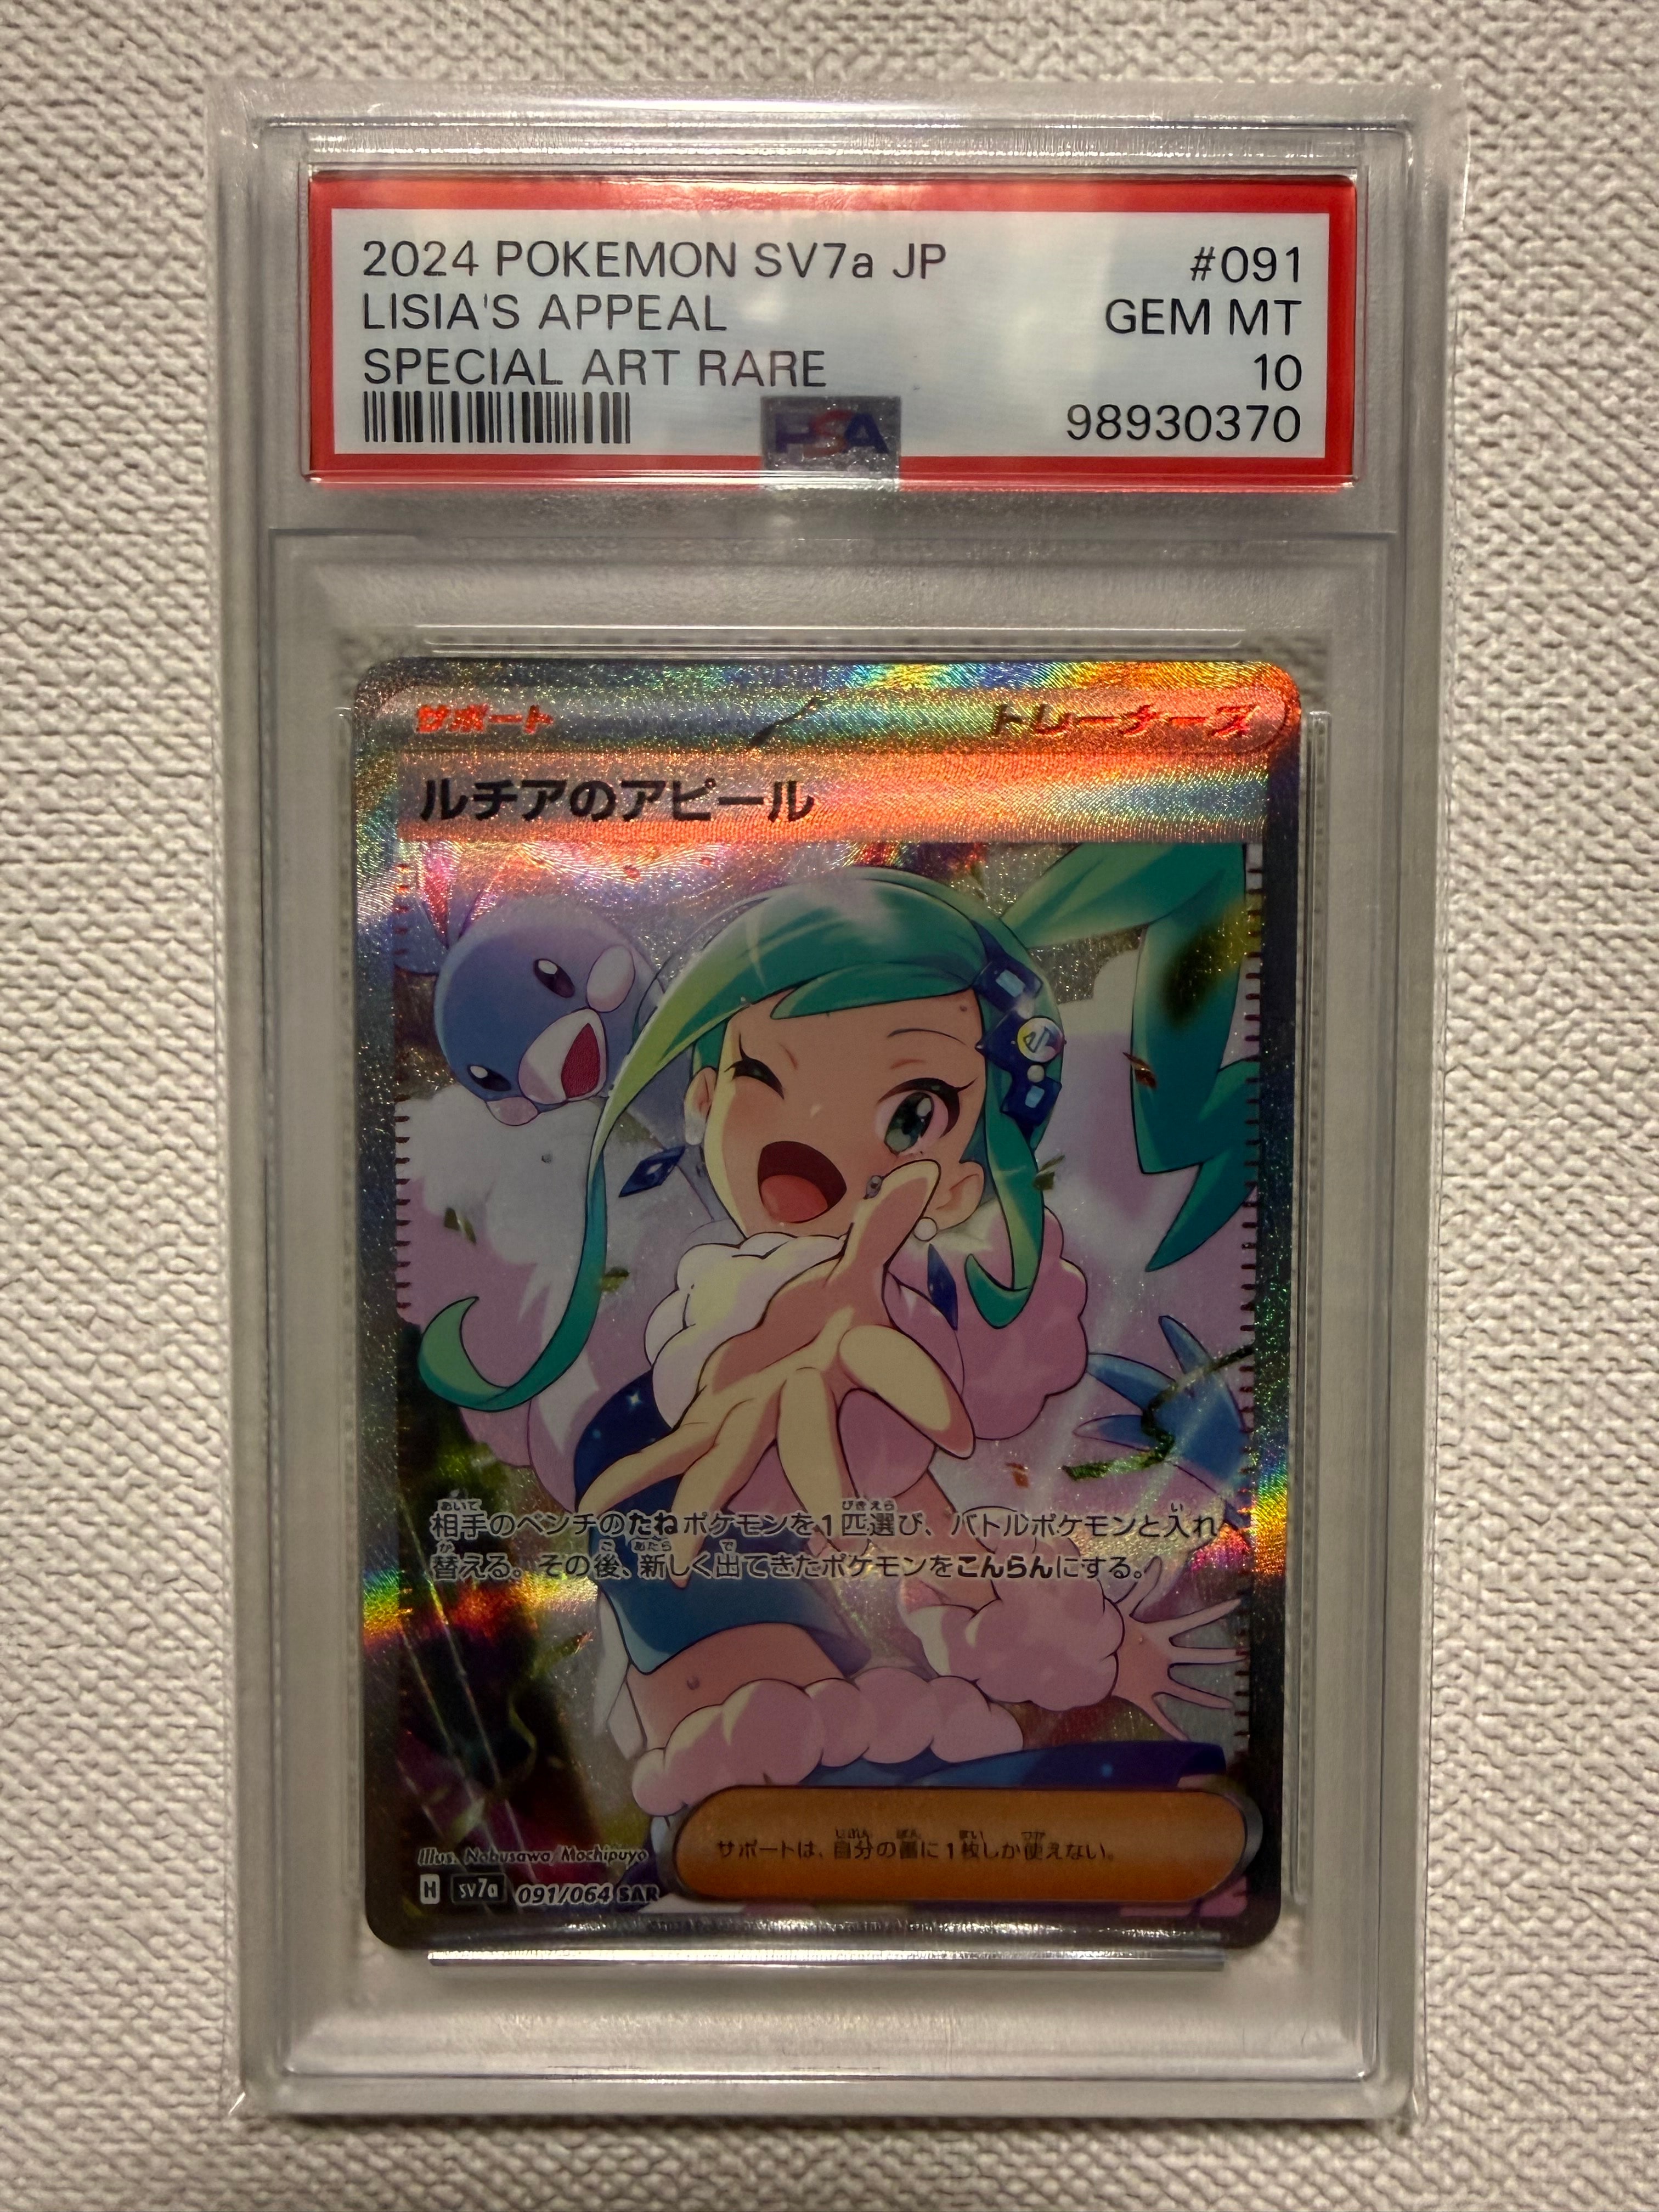 2024 POKEMON SV7a JP #091
LISIA'S APPEAL GEM MT
SPECIAL ART RARE 10
PSA 98930370
サポート トレーナーズ
ルチアのアピール
相手のベンチのたねポケモンを1匹選び、バトルポケモンと入れ
替える。その後、新しく出てきたポケモンをこんらんにする。
サポートは、自分の番に1枚しか使えない。
Illus. Nobusawa/Mochipuyo
H sv7a 091/064 SAR